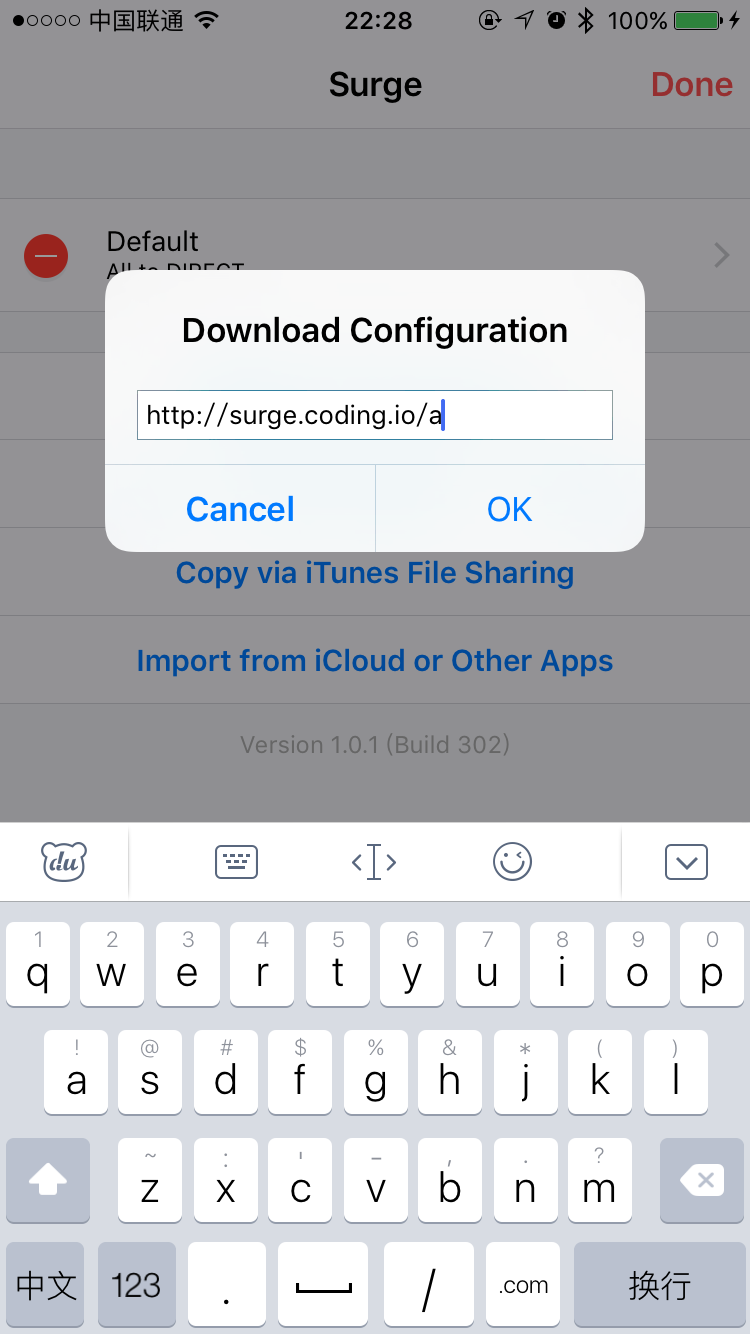 中国联通 22:28 100%
Surge Done
Default
All to DIRECT
Download Configuration
http://surge.coding.io/a
Cancel OK
Copy via iTunes File Sharing
Import from iCloud or Other Apps
Version 1.0.1 (Build 302)
du
1 2 3 4 5 6 7 8 9 0
q w e r t y u i o p
! @ # $ % & * ( )
a s d f g h j k l
~ : ' – , . ?
z x c v b n m
中文 123 . / .com 换行